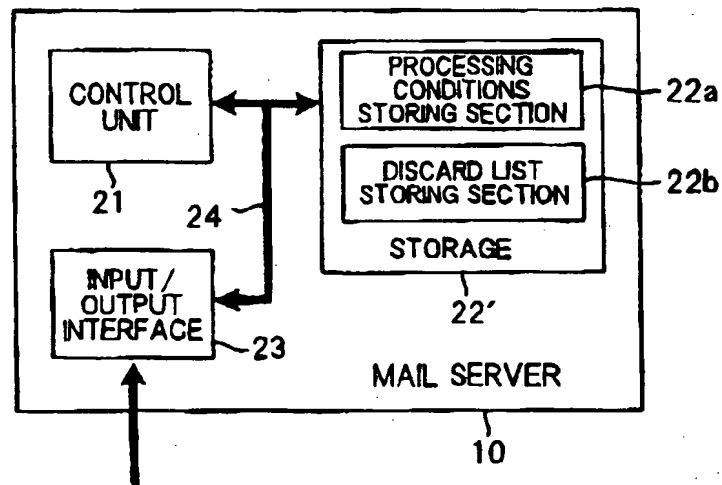 CONTROL
UNIT
21
24
PROCESSING
CONDITIONS
STORING SECTION
22a
DISCARD LIST
STORING SECTION
22b
STORAGE
22′
INPUT/
OUTPUT
INTERFACE
23
MAIL SERVER
10